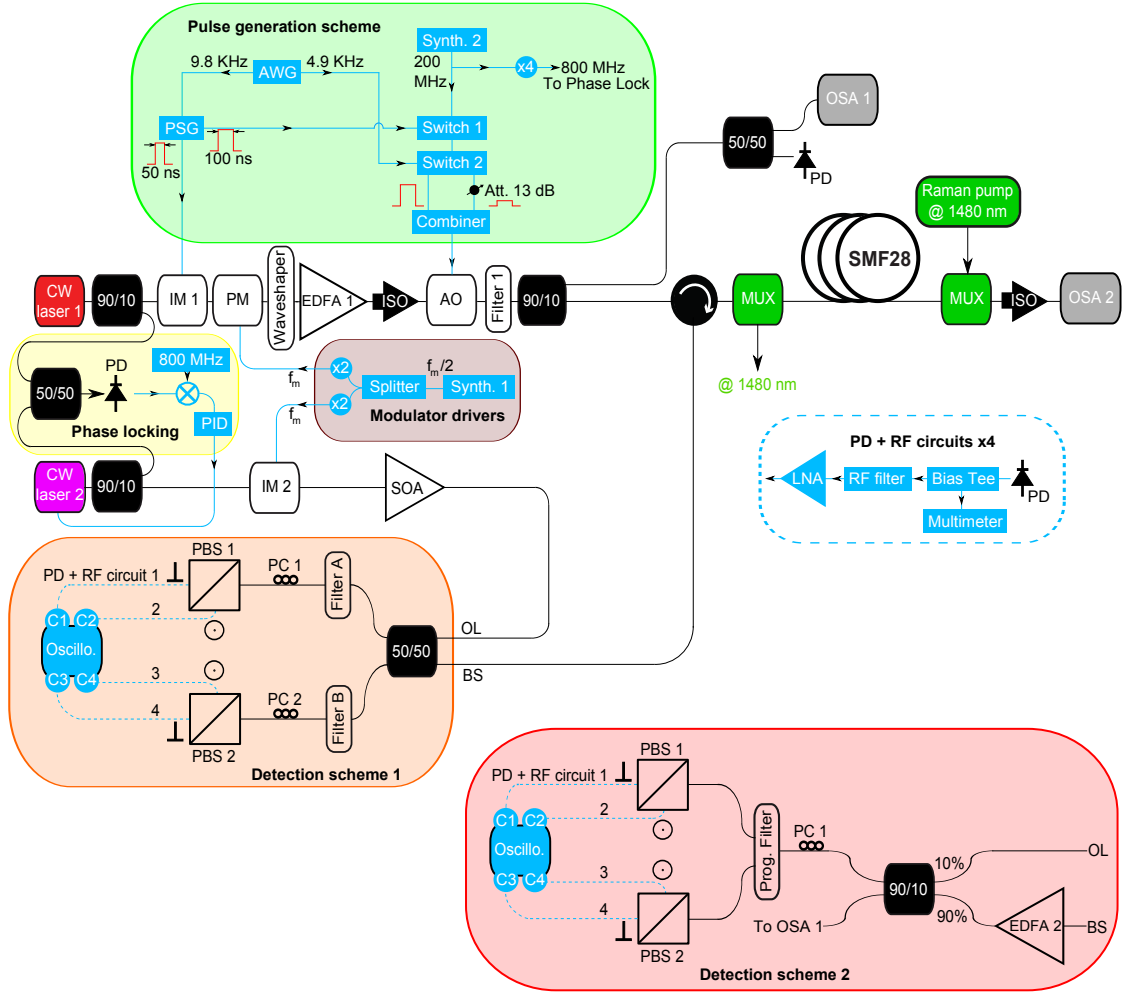 Pulse generation scheme
Synth. 2
9.8 KHz
AWG
4.9 KHz
200
MHz
x4
800 MHz
To Phase Lock
PSG
50 ns
100 ns
Switch 1
Switch 2
Att. 13 dB
Combiner
OSA 1
50/50
PD
Raman pump
@ 1480 nm
CW
laser 1
90/10
IM 1
PM
Waveshaper
EDFA 1
ISO
AO
Filter 1
90/10
MUX
SMF28
MUX
ISO
OSA 2
@ 1480 nm
50/50
PD
800 MHz
PID
Phase locking
x2
fm
fm/2
Splitter
Synth. 1
x2
fm
Modulator drivers
CW
laser 2
90/10
IM 2
SOA
PD + RF circuits x4
LNA
RF filter
Bias Tee
PD
Multimeter
PBS 1
PD + RF circuit 1
PC 1
Filter A
2
C1
C2
Oscillo.
C3
C4
3
4
PC 2
Filter B
PBS 2
50/50
OL
BS
Detection scheme 1
PBS 1
PD + RF circuit 1
2
C1
C2
Oscillo.
C3
C4
3
4
PBS 2
Prog. Filter
PC 1
90/10
10%
OL
90%
EDFA 2
BS
To OSA 1
Detection scheme 2